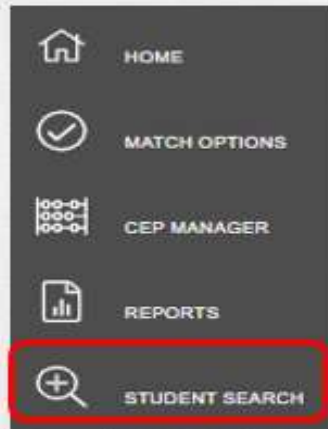 HOME
MATCH OPTIONS
CEP MANAGER
REPORTS
STUDENT SEARCH